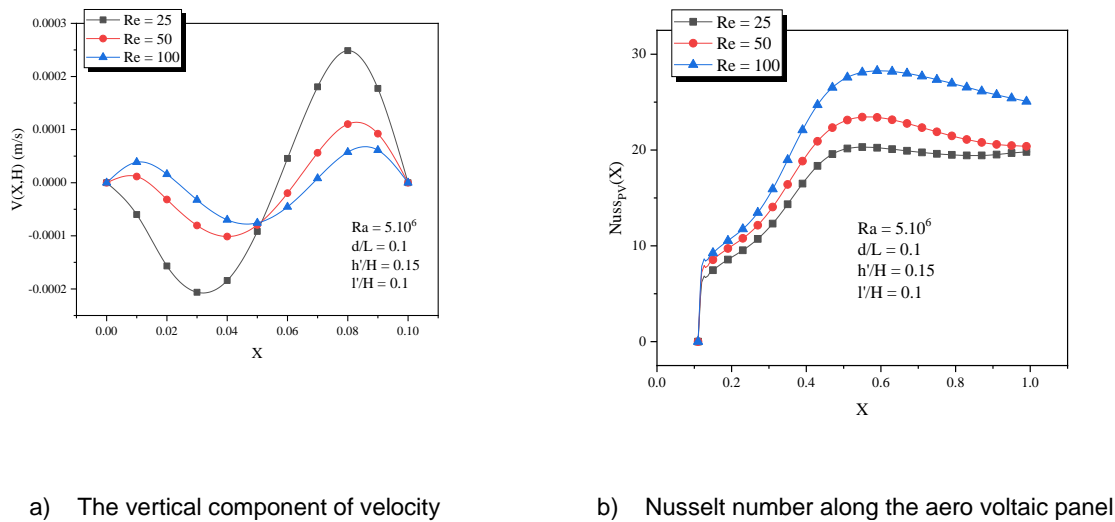 Re = 25
Re = 50
Re = 100
0.0003
0.0002
0.0001
0.0000
-0.0001
-0.0002
V(X,H) (m/s)
Ra = 5.10⁶
d/L = 0.1
h'/H = 0.15
l'/H = 0.1
0.00 0.02 0.04 0.06 0.08 0.10
X
Re = 25
Re = 50
Re = 100
30
20
10
0
Nuss_PV(X)
Ra = 5.10⁶
d/L = 0.1
h'/H = 0.15
l'/H = 0.1
0.0 0.2 0.4 0.6 0.8 1.0
X
a) The vertical component of velocity
b) Nusselt number along the aero voltaic panel